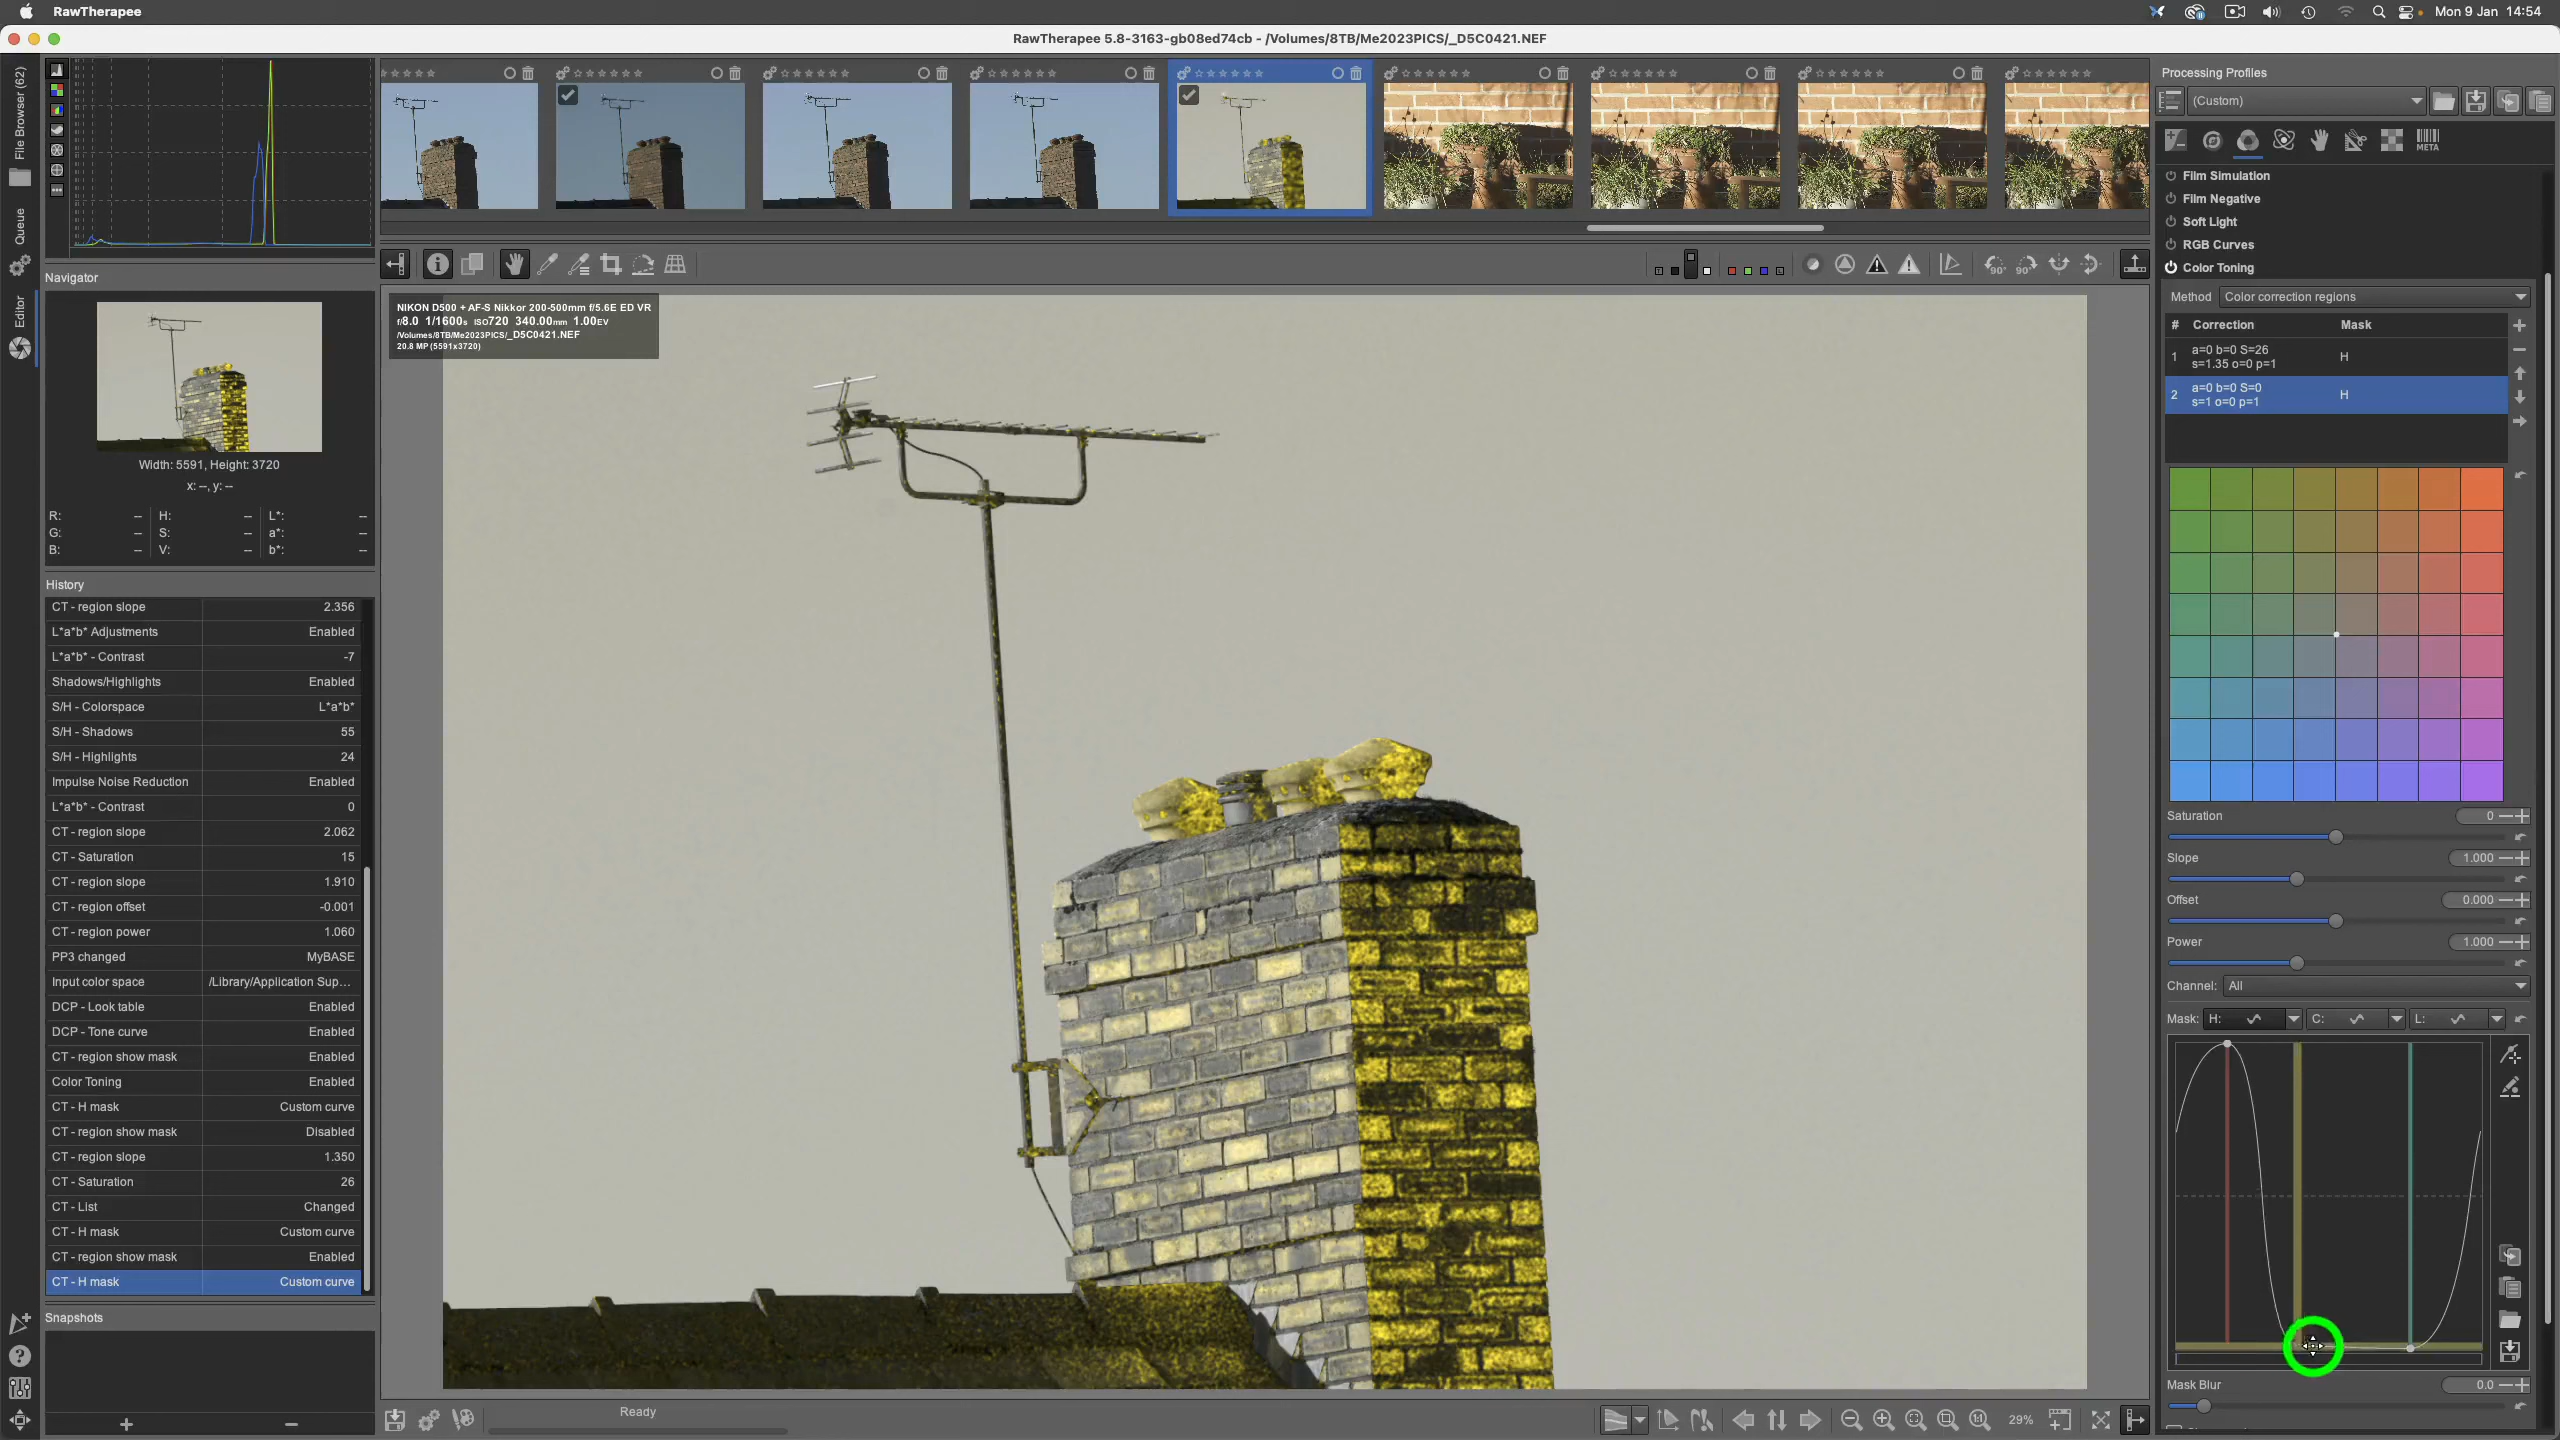 RawTherapee
Mon 9 Jan 14:54
RawTherapee 5.8-3163-gb08ed74cb - /Volumes/8TB/Me2023PICS/_D5C0421.NEF
File Browser (62)
Queue
Editor
Navigator
Width: 5591, Height: 3720
x: --, y: --
R: -- H: -- L*: --
G: -- S: -- a*: --
B: -- V: -- b*: --
History
CT - region slope 2.356
L*a*b* Adjustments Enabled
L*a*b* - Contrast -7
Shadows/Highlights Enabled
S/H - Colorspace L*a*b*
S/H - Shadows 55
S/H - Highlights 24
Impulse Noise Reduction Enabled
L*a*b* - Contrast 0
CT - region slope 2.062
CT - Saturation 15
CT - region slope 1.910
CT - region offset -0.001
CT - region power 1.060
PP3 changed MyBASE
Input color space /Library/Application Sup...
DCP - Look table Enabled
DCP - Tone curve Enabled
CT - region show mask Enabled
Color Toning Enabled
CT - H mask Custom curve
CT - region show mask Disabled
CT - region slope 1.350
CT - Saturation 26
CT - List Changed
CT - H mask Custom curve
CT - region show mask Enabled
CT - H mask Custom curve
Snapshots
NIKON D500 + AF-S Nikkor 200-500mm f/5.6E ED VR
f/8.0 1/1600s ISO720 340.00mm 1.00EV
/Volumes/8TB/Me2023PICS/_D5C0421.NEF
20.8 MP (5591x3720)
90° 90°
Ready
1:1 29%
Processing Profiles
(Custom)
META
Film Simulation
Film Negative
Soft Light
RGB Curves
Color Toning
Method Color correction regions
# Correction Mask
1 a=0 b=0 S=26 H
s=1.35 o=0 p=1
2 a=0 b=0 S=0 H
s=1 o=0 p=1
Saturation 0
Slope 1.000
Offset 0.000
Power 1.000
Channel: All
Mask: H: C: L:
Mask Blur 0.0